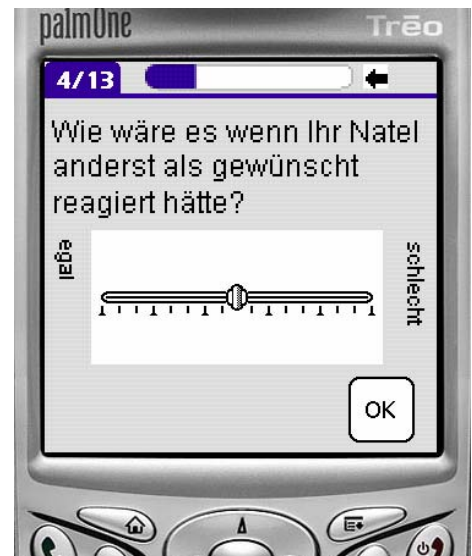 palmOne Trēo
4/13
Wie wäre es wenn Ihr Natel
anderst als gewünscht
reagiert hätte?
egal
schlecht
OK